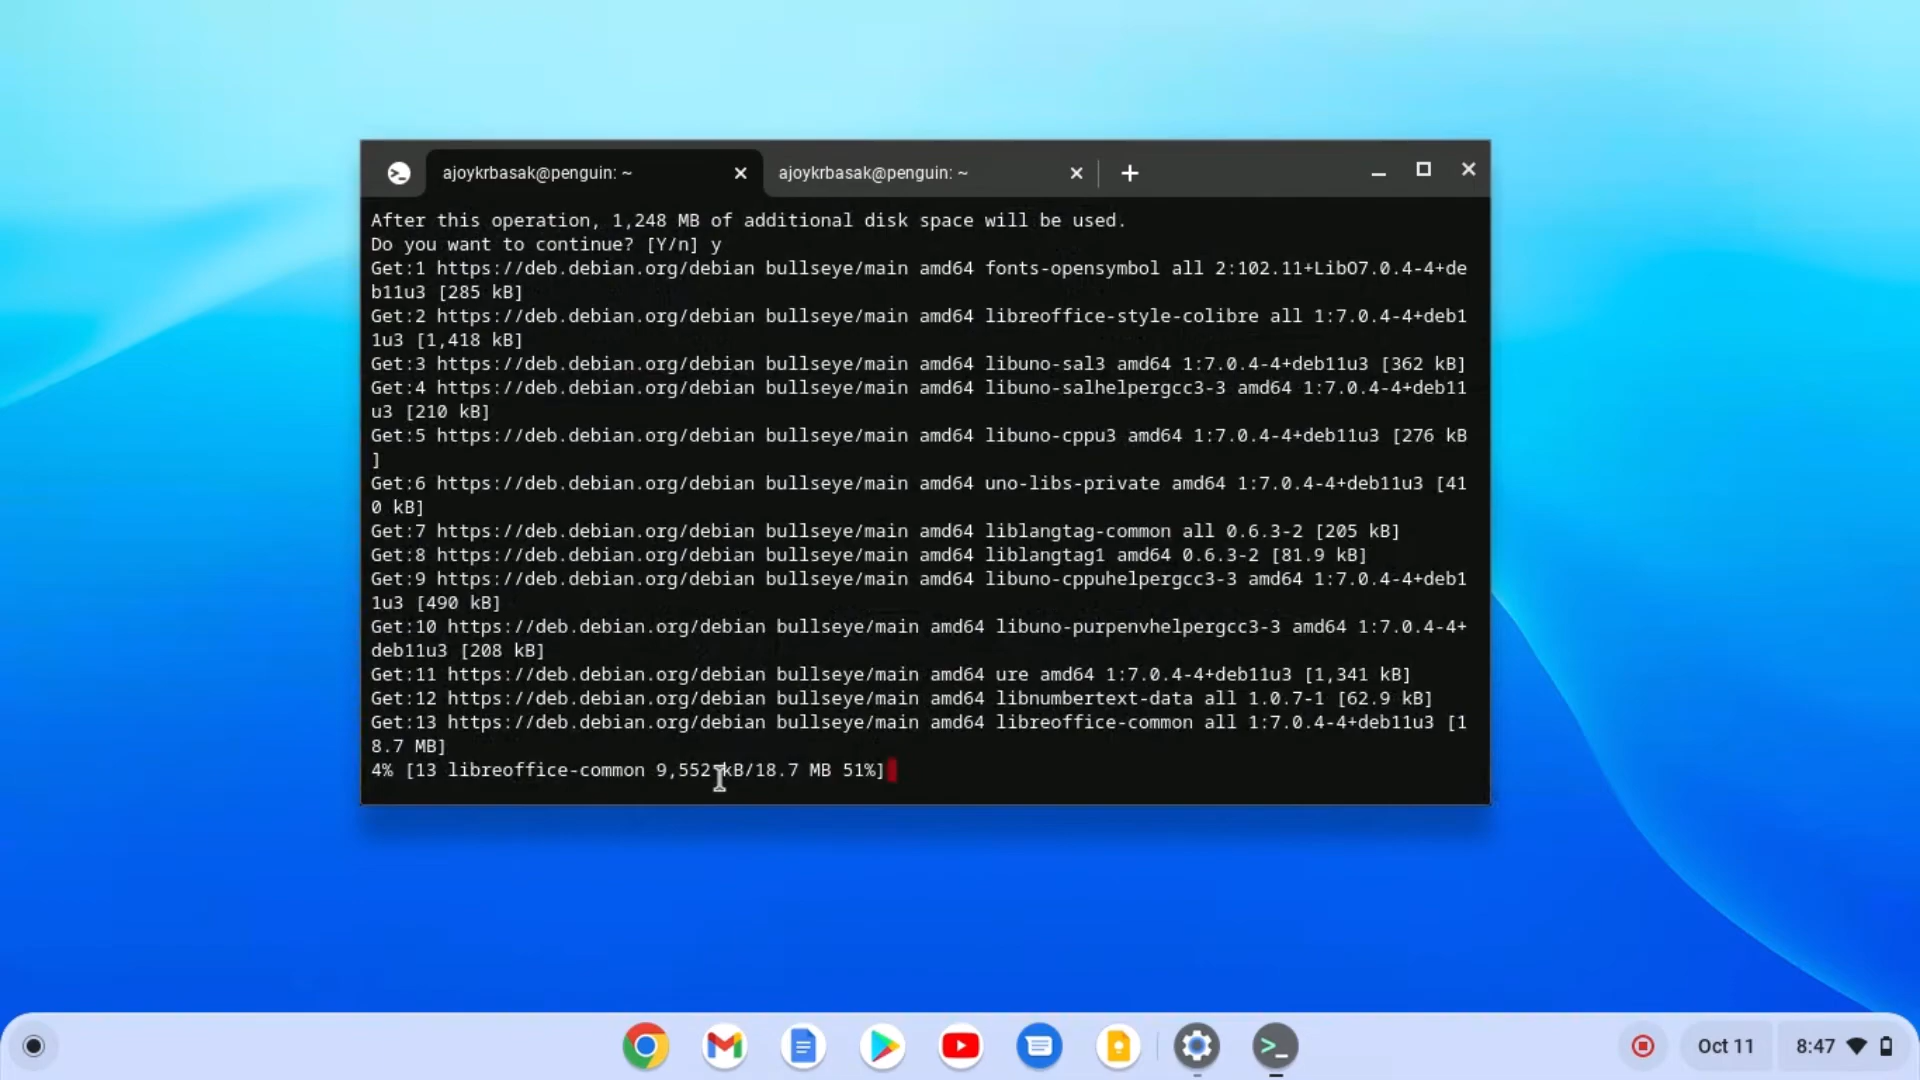 ajoykrbasak@penguin: ~
ajoykrbasak@penguin: ~
After this operation, 1,248 MB of additional disk space will be used.
Do you want to continue? [Y/n] y
Get:1 https://deb.debian.org/debian bullseye/main amd64 fonts-opensymbol all 2:102.11+LibO7.0.4-4+de
b11u3 [285 kB]
Get:2 https://deb.debian.org/debian bullseye/main amd64 libreoffice-style-colibre all 1:7.0.4-4+deb1
1u3 [1,418 kB]
Get:3 https://deb.debian.org/debian bullseye/main amd64 libuno-sal3 amd64 1:7.0.4-4+deb11u3 [362 kB]
Get:4 https://deb.debian.org/debian bullseye/main amd64 libuno-salhelpergcc3-3 amd64 1:7.0.4-4+deb11
u3 [210 kB]
Get:5 https://deb.debian.org/debian bullseye/main amd64 libuno-cppu3 amd64 1:7.0.4-4+deb11u3 [276 kB
]
Get:6 https://deb.debian.org/debian bullseye/main amd64 uno-libs-private amd64 1:7.0.4-4+deb11u3 [41
0 kB]
Get:7 https://deb.debian.org/debian bullseye/main amd64 liblangtag-common all 0.6.3-2 [205 kB]
Get:8 https://deb.debian.org/debian bullseye/main amd64 liblangtag1 amd64 0.6.3-2 [81.9 kB]
Get:9 https://deb.debian.org/debian bullseye/main amd64 libuno-cppuhelpergcc3-3 amd64 1:7.0.4-4+deb1
1u3 [490 kB]
Get:10 https://deb.debian.org/debian bullseye/main amd64 libuno-purpenvhelpergcc3-3 amd64 1:7.0.4-4+
deb11u3 [208 kB]
Get:11 https://deb.debian.org/debian bullseye/main amd64 ure amd64 1:7.0.4-4+deb11u3 [1,341 kB]
Get:12 https://deb.debian.org/debian bullseye/main amd64 libnumbertext-data all 1.0.7-1 [62.9 kB]
Get:13 https://deb.debian.org/debian bullseye/main amd64 libreoffice-common all 1:7.0.4-4+deb11u3 [1
8.7 MB]
4% [13 libreoffice-common 9,552 kB/18.7 MB 51%]
Oct 11
8:47